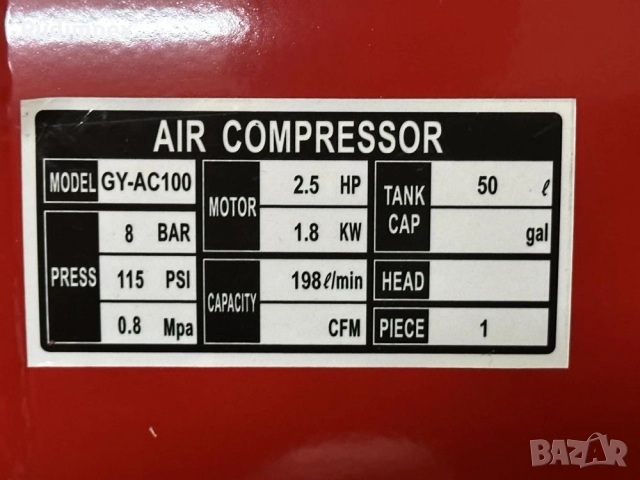 AIR COMPRESSOR
MODEL GY-AC100
PRESS
8 BAR
115 PSI
0.8 Mpa
MOTOR
2.5 HP
1.8 KW
CAPACITY
198 ℓ/min
CFM
TANK CAP
50 ℓ
gal
HEAD
PIECE 1
BAZAR